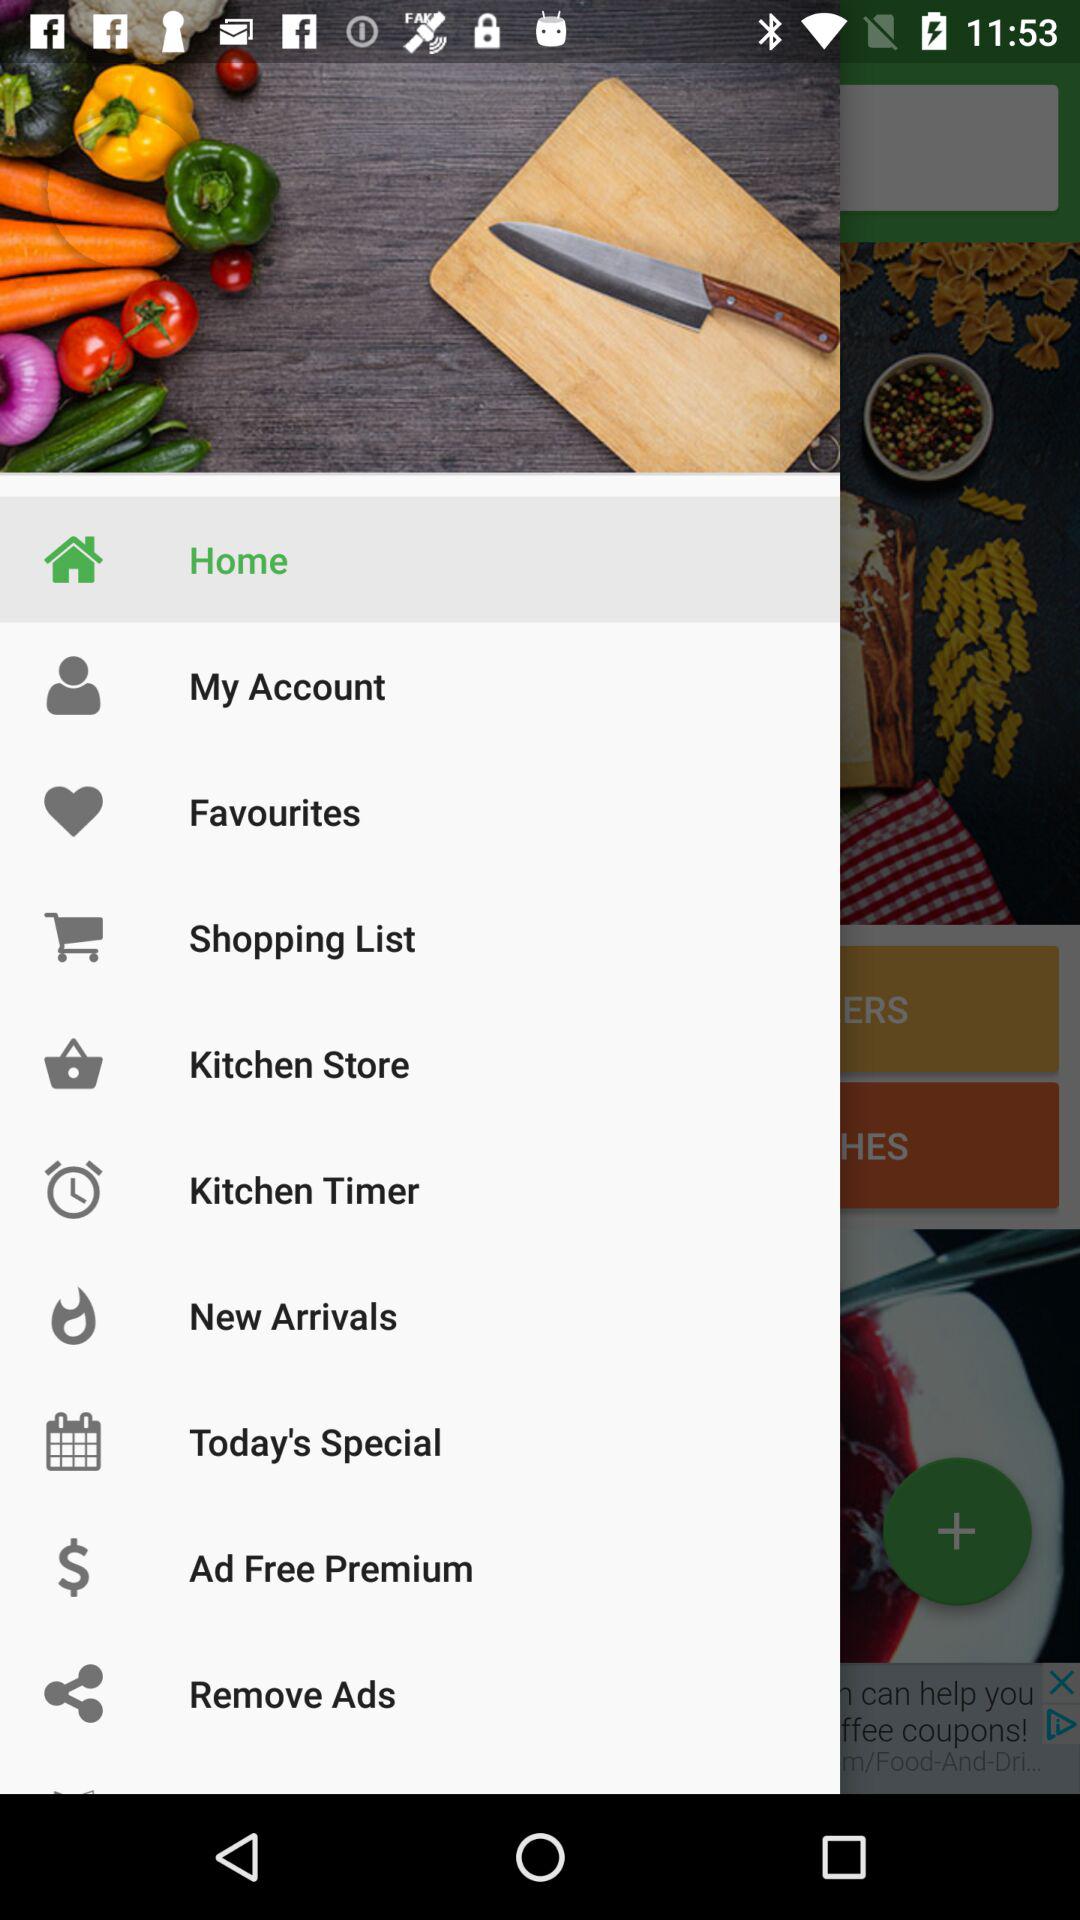 FAKE
11:53
Home
My Account
Favourites
Shopping List
Kitchen Store
ERS
Kitchen Timer
HES
New Arrivals
Today's Special
Ad Free Premium
Remove Ads
n can help you
ffee coupons!
m/Food-And-Dri...